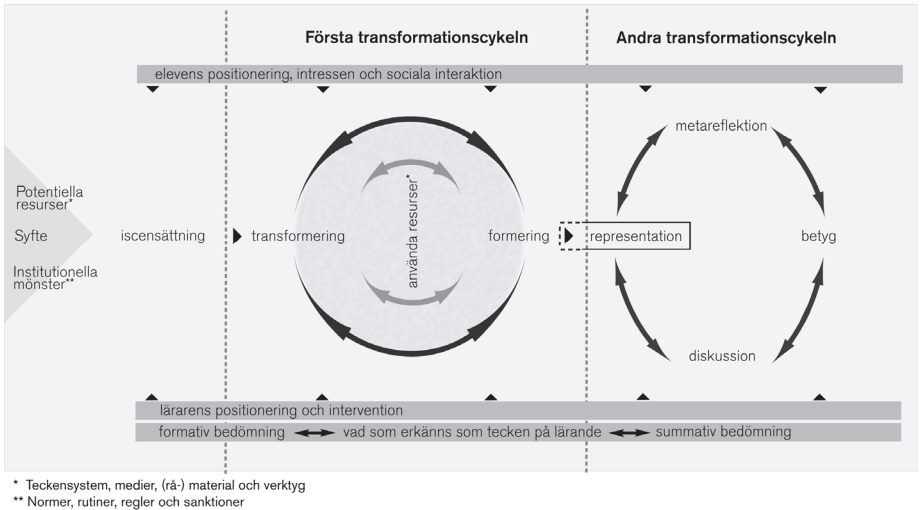 Första transformationscykeln
Andra transformationscykeln
elevens positionering, intressen och sociala interaktion
metareflektion
Potentiella
resurser*
Syfte
Institutionella
mönster**
iscensättning
transformering
använda resurser*
formering
representation
betyg
diskussion
lärarens positionering och intervention
formativ bedömning
vad som erkänns som tecken på lärande
summativ bedömning
* Teckensystem, medier, (rå-) material och verktyg
** Normer, rutiner, regler och sanktioner